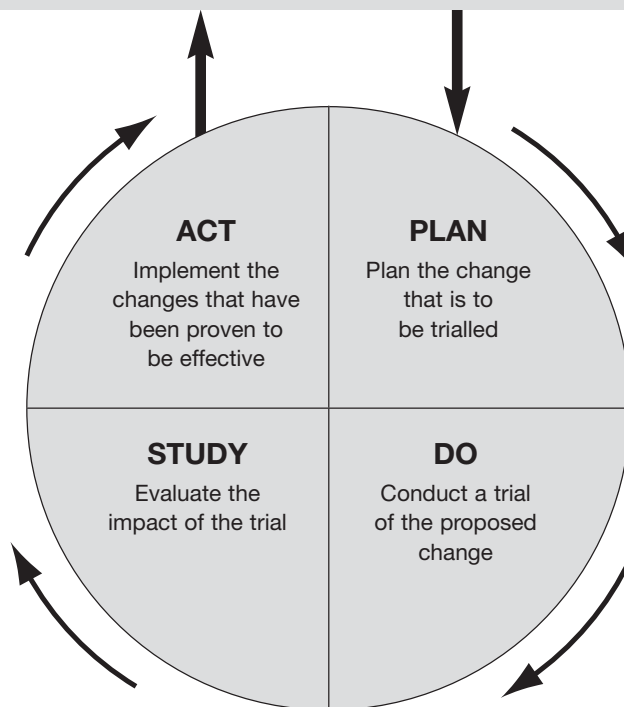 ACT
Implement the
changes that have
been proven to
be effective
PLAN
Plan the change
that is to
be trialled
STUDY
Evaluate the
impact of the trial
DO
Conduct a trial
of the proposed
change